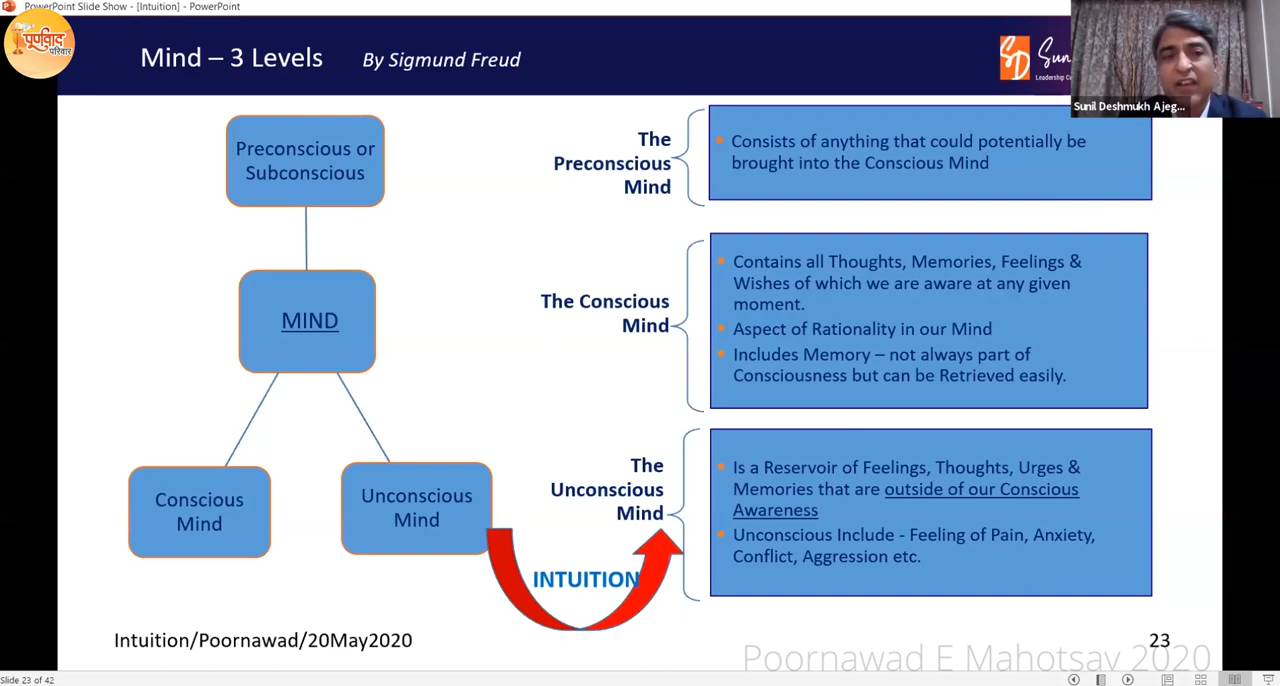 PowerPoint Slide Show - [Intuition] - PowerPoint
पूर्णवाद
परिवार
Mind – 3 Levels
By Sigmund Freud
SD
Sun
Leadership
Sunil Deshmukh Ajeg...
Preconscious or
Subconscious
MIND
Conscious
Mind
Unconscious
Mind
The
Preconscious
Mind
Consists of anything that could potentially be
brought into the Conscious Mind
The Conscious
Mind
Contains all Thoughts, Memories, Feelings &
Wishes of which we are aware at any given
moment.
Aspect of Rationality in our Mind
Includes Memory – not always part of
Consciousness but can be Retrieved easily.
The
Unconscious
Mind
Is a Reservoir of Feelings, Thoughts, Urges &
Memories that are outside of our Conscious
Awareness
Unconscious Include - Feeling of Pain, Anxiety,
Conflict, Aggression etc.
INTUITION
Intuition/Poornawad/20May2020
23
Poornawad E Mahotsav 2020
Slide 23 of 42